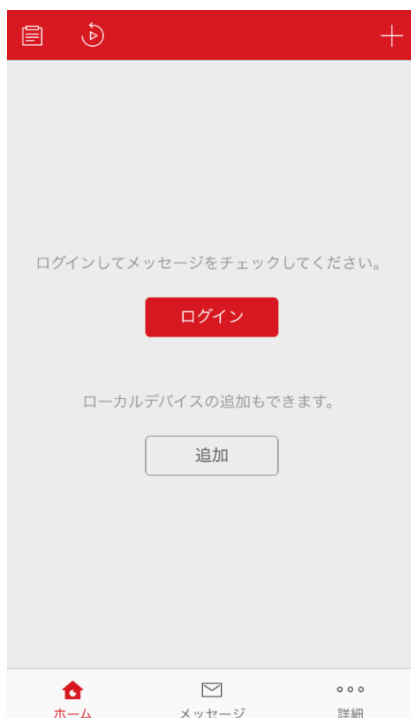 ログインしてメッセージをチェックしてください。
ログイン
ローカルデバイスの追加もできます。
追加
ホーム
メッセージ
詳細